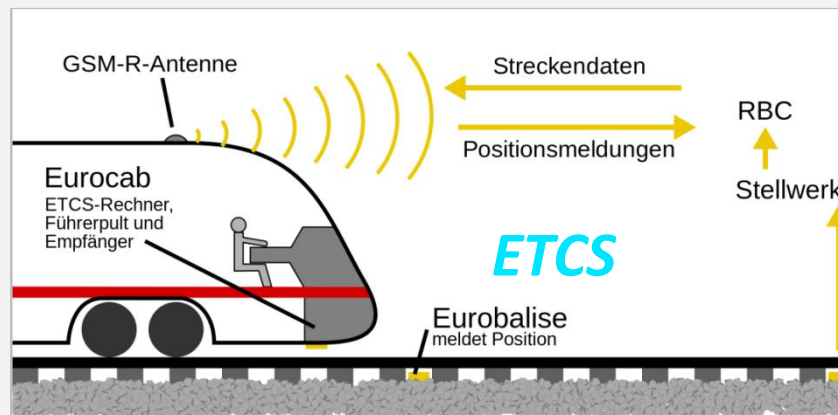 GSM-R-Antenne
Streckendaten
RBC
Positionsmeldungen
Eurocab
ETCS-Rechner,
Führerpult und
Empfänger
Stellwerk
ETCS
Eurobalise
meldet Position